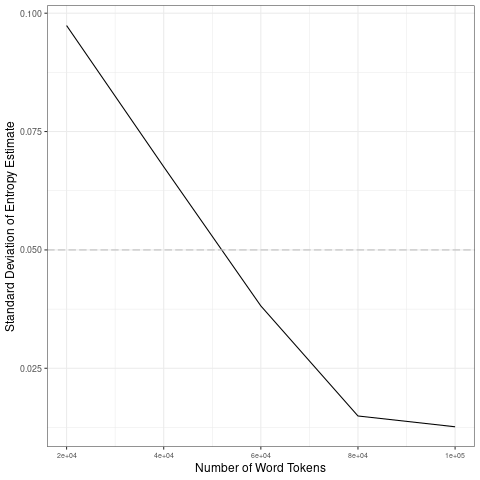 Standard Deviation of Entropy Estimate
0.100
0.075
0.050
0.025
2e+04 4e+04 6e+04 8e+04 1e+05
Number of Word Tokens